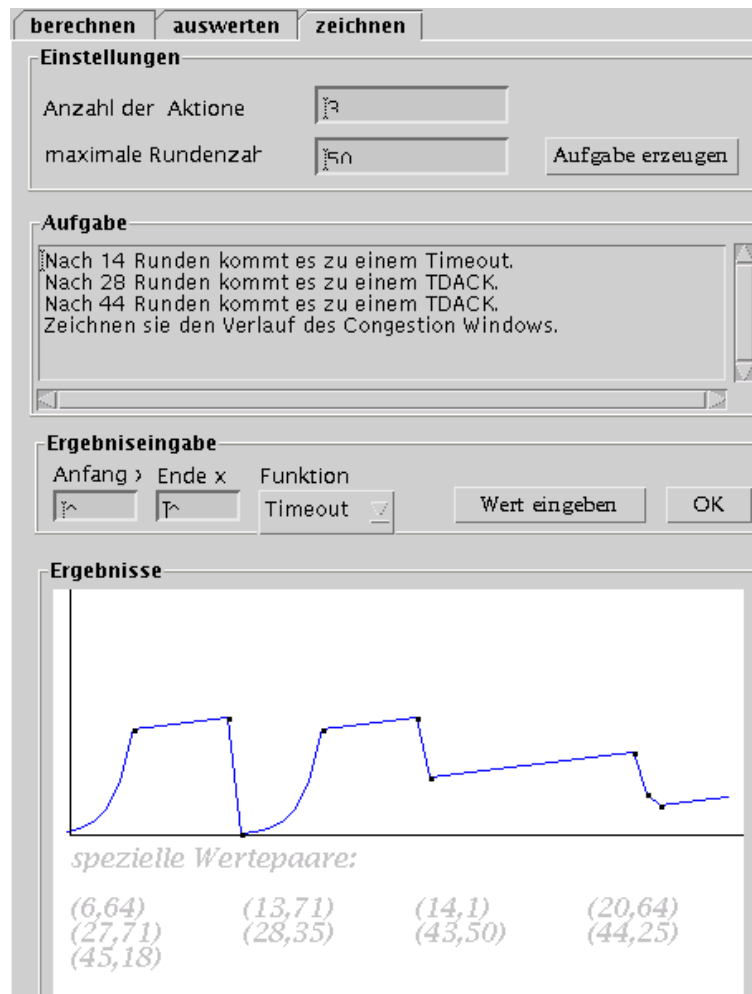 berechnen auswerten zeichnen
Einstellungen
Anzahl der Aktione
maximale Rundenzah
Aufgabe erzeugen
Aufgabe
Nach 14 Runden kommt es zu einem Timeout.
Nach 28 Runden kommt es zu einem TDACK.
Nach 44 Runden kommt es zu einem TDACK.
Zeichnen sie den Verlauf des Congestion Windows.
Ergebniseingabe
Anfang Ende x Funktion
Timeout Wert eingeben OK
Ergebnisse
spezielle Wertepaare:
(6,64) (13,71) (14,1) (20,64)
(27,71) (28,35) (43,50) (44,25)
(45,18)